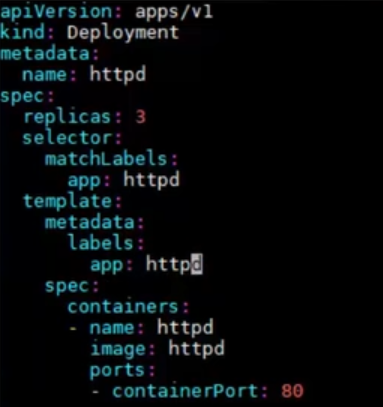 apiVersion: apps/v1
kind: Deployment
metadata:
  name: httpd
spec:
  replicas: 3
  selector:
    matchLabels:
      app: httpd
  template:
    metadata:
      labels:
        app: httpd
    spec:
      containers:
      - name: httpd
        image: httpd
        ports:
        - containerPort: 80